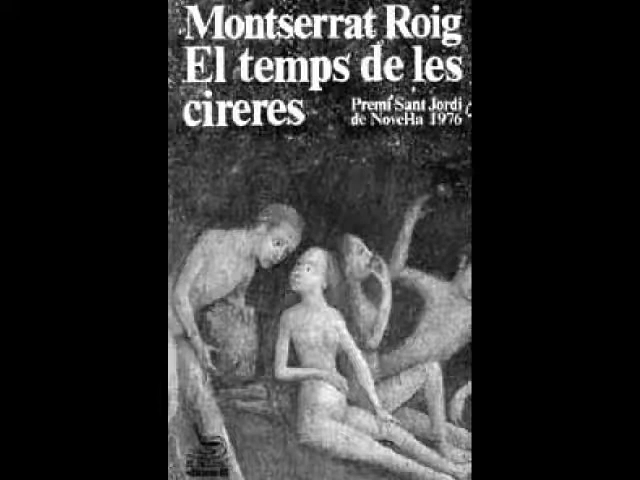 Montserrat Roig
El temps de les
cireres
Premi Sant Jordi
de Novel·la 1976